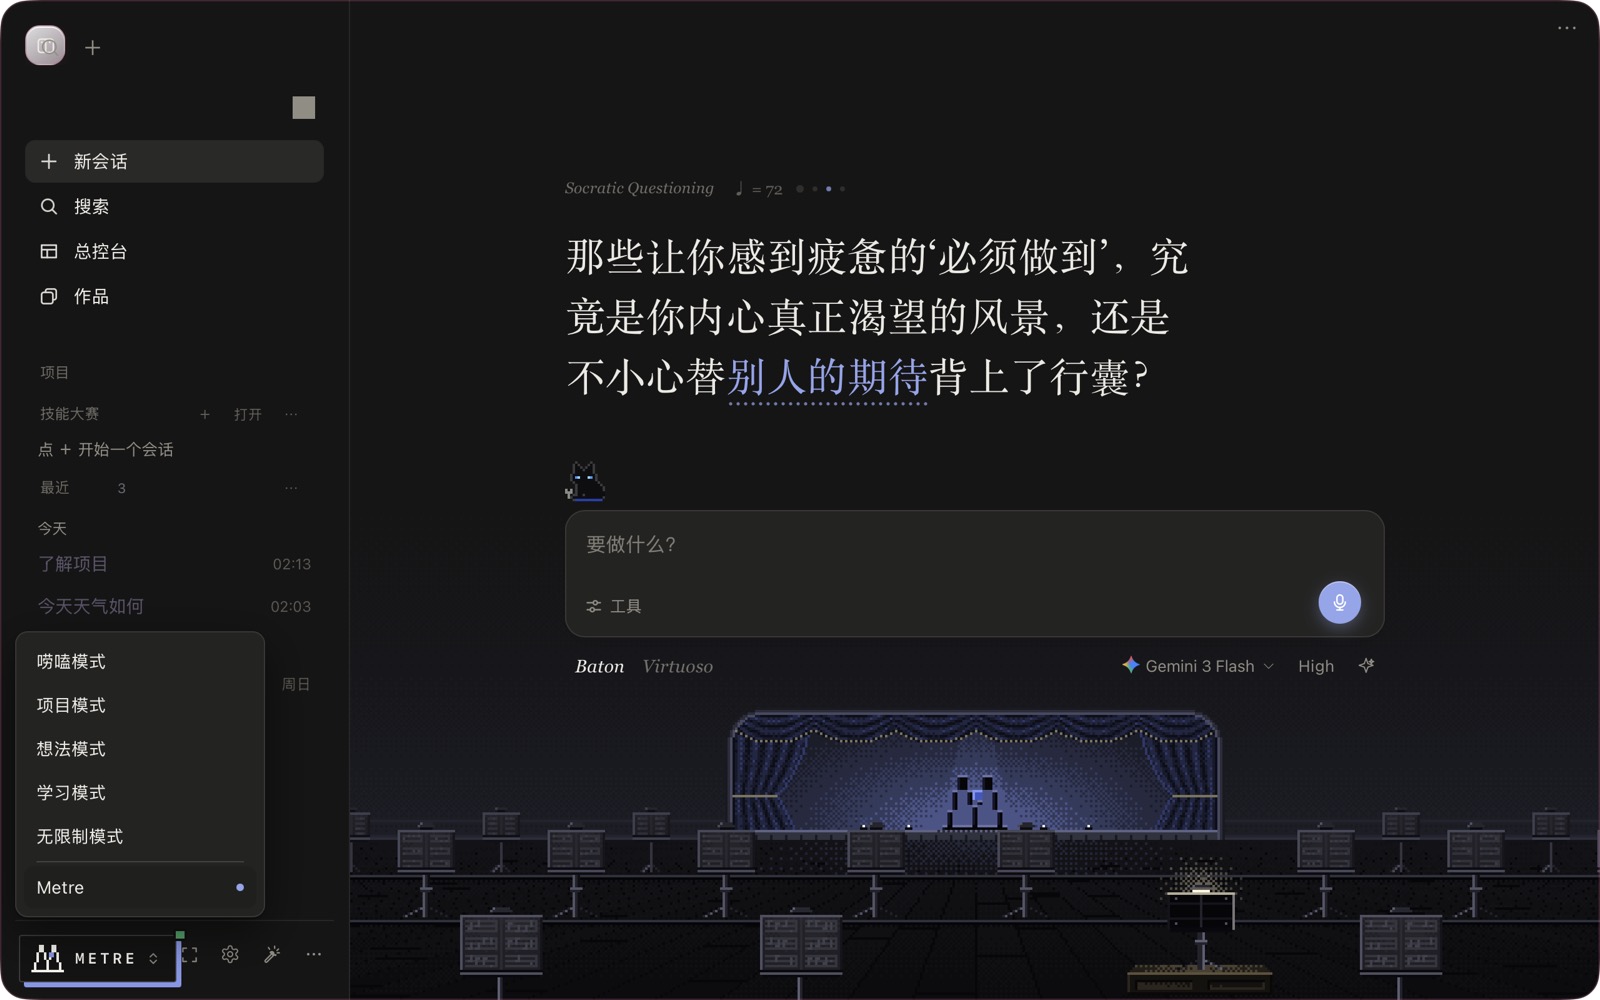 新会话
搜索
总控台
作品
项目
技能大赛 + 打开 ···
点 + 开始一个会话
最近 3 ···
今天
了解项目 02:13
今天天气如何 02:03
周日
唠嗑模式
项目模式
想法模式
学习模式
无限制模式
Metre
METRE
Socratic Questioning ♩ = 72
那些让你感到疲惫的‘必须做到’，究
竟是你内心真正渴望的风景，还是
不小心替别人的期待背上了行囊？
要做什么？
工具
Baton Virtuoso
Gemini 3 Flash High